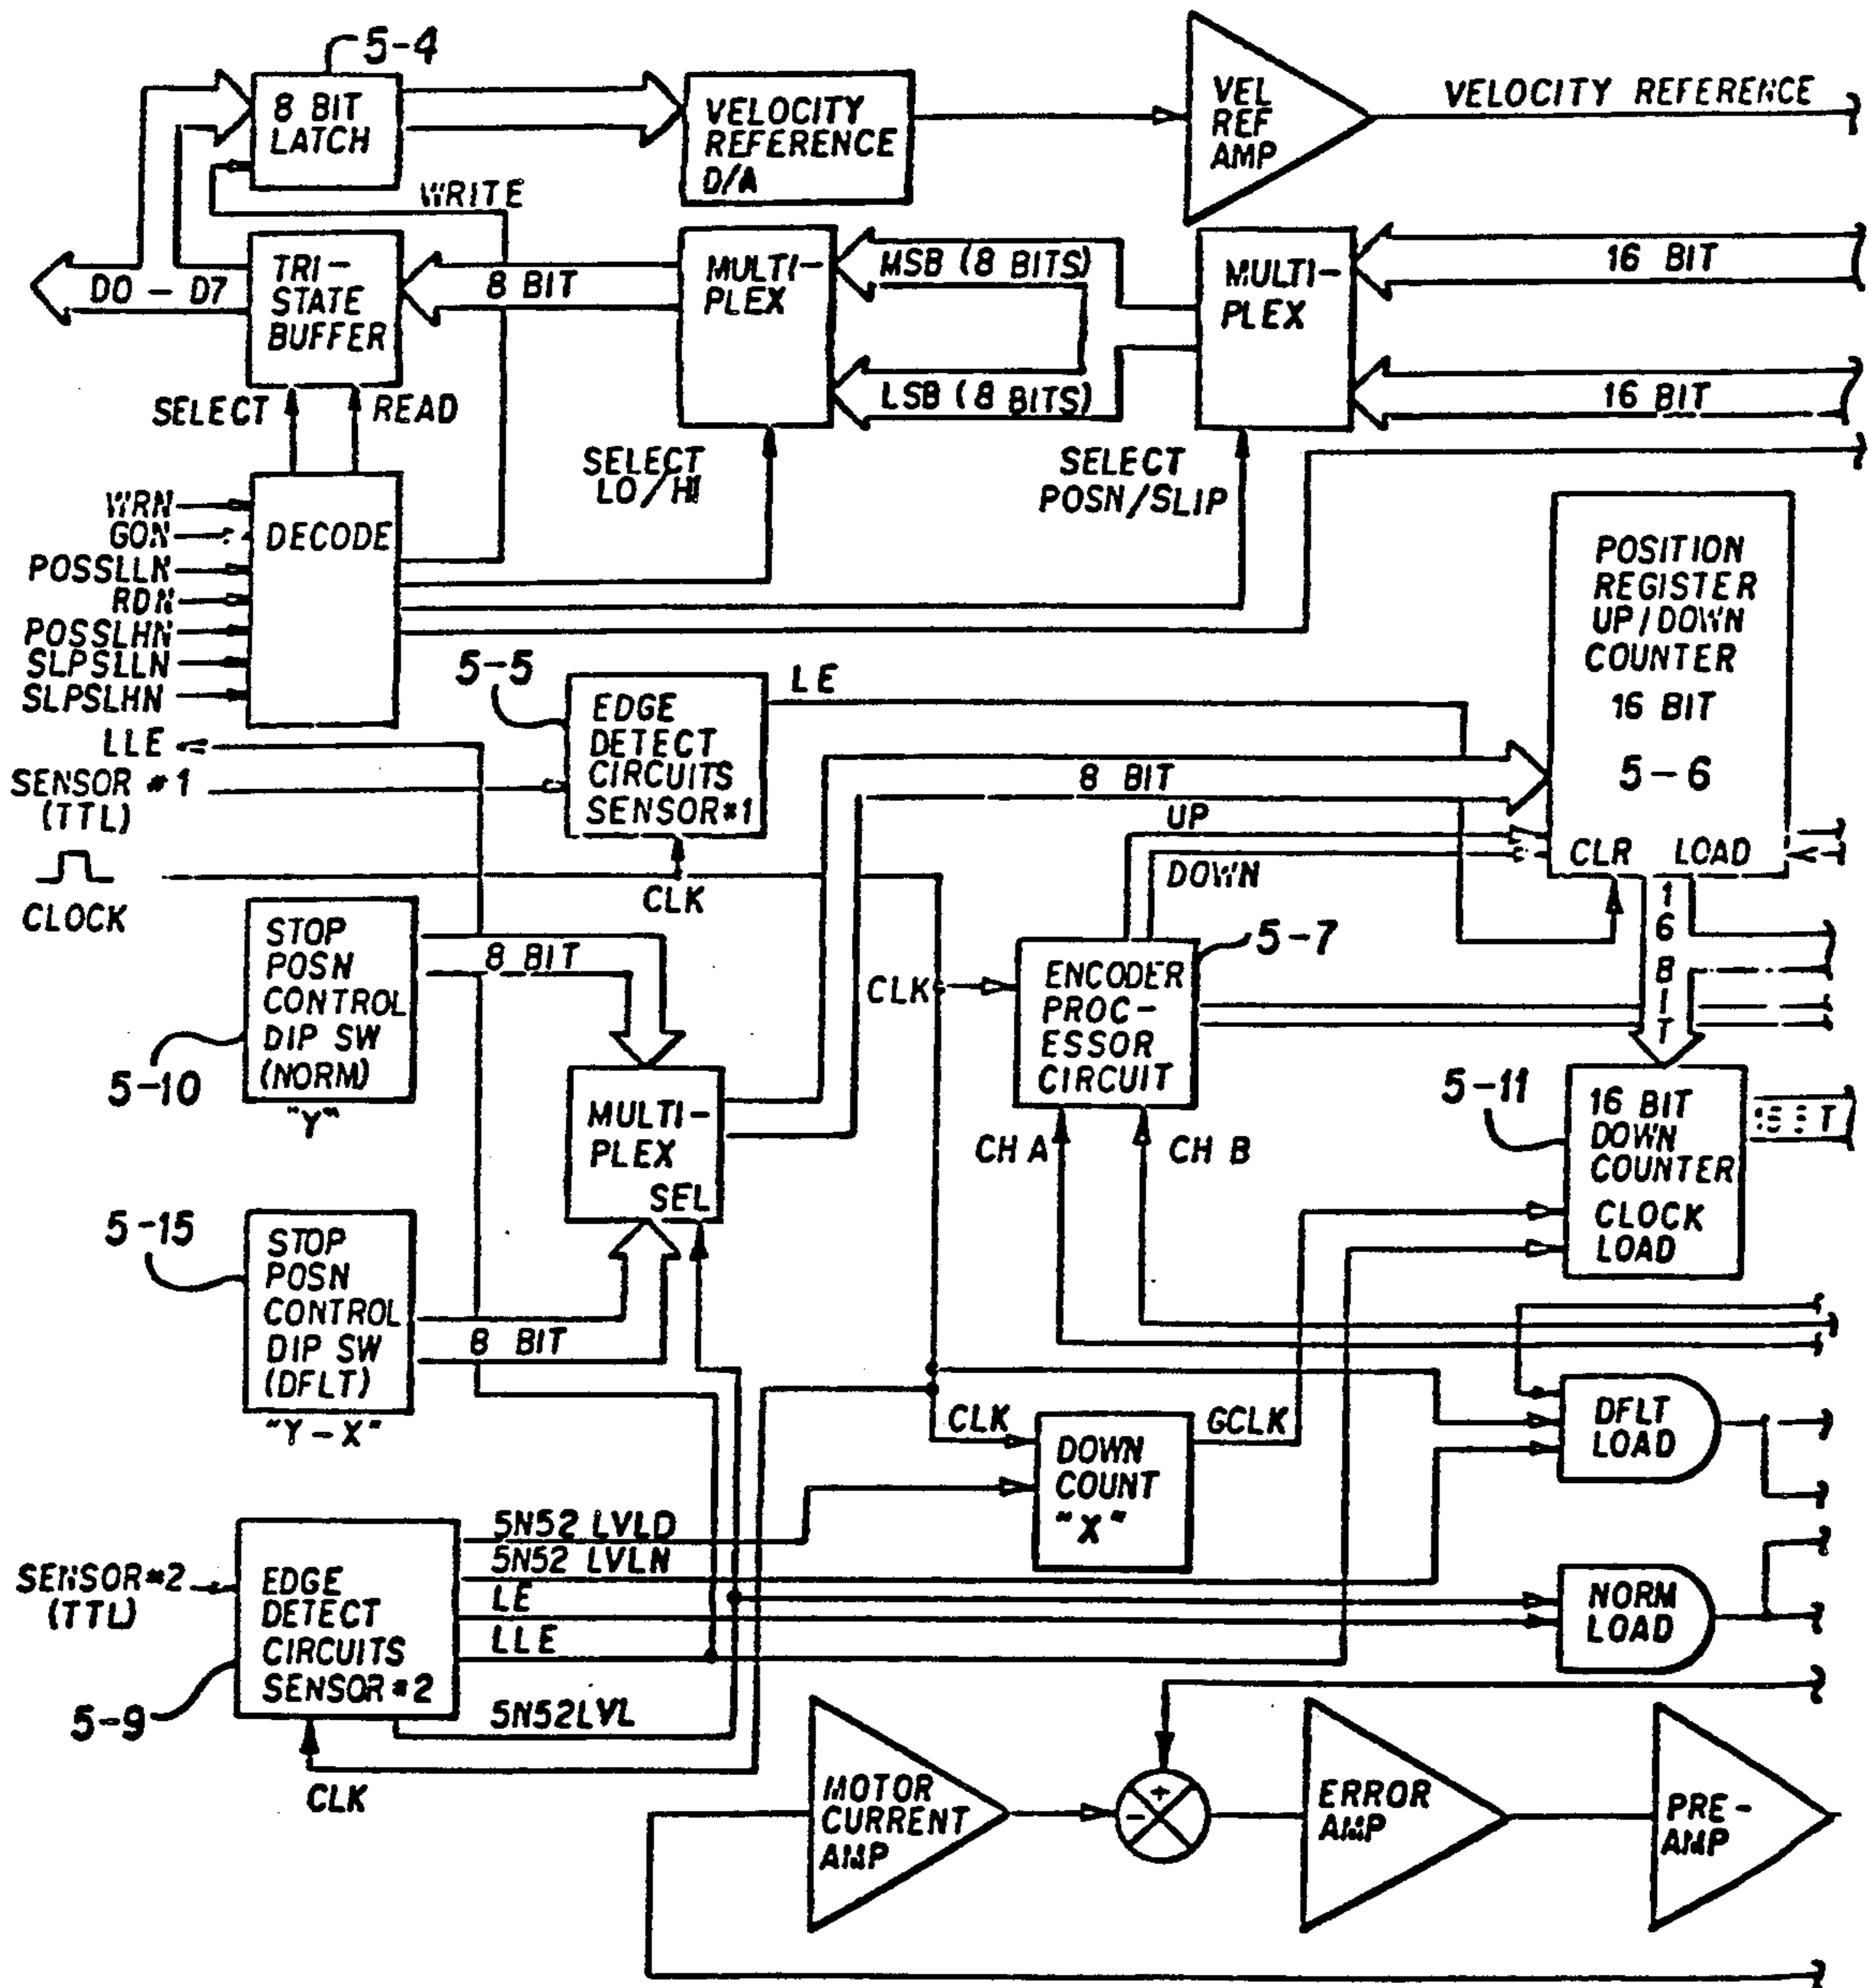 5-4
8 BIT
LATCH
VELOCITY
REFERENCE
D/A
VEL
REF
AMP
VELOCITY REFERENCE
WRITE
D0 - D7
TRI-
STATE
BUFFER
8 BIT
MULTI-
PLEX
MSB (8 BITS)
LSB (8 BITS)
MULTI-
PLEX
16 BIT
16 BIT
SELECT
READ
SELECT
LO/HI
SELECT
POSN/SLIP
WRN
GON
POSSLLN
RDN
POSSLHN
SLPSLLN
SLPSLHN
DECODE
POSITION
REGISTER
UP/DOWN
COUNTER
16 BIT
5-6
CLR LOAD
5-5
EDGE
DETECT
CIRCUITS
SENSOR#1
LE
LLE
SENSOR #1
(TTL)
CLOCK
CLK
8 BIT
UP
DOWN
16 BIT
STOP
POSN
CONTROL
DIP SW
(NORM)
"Y"
5-10
8 BIT
CLK
ENCODER
PROC-
ESSOR
CIRCUIT
5-7
CH A
CH B
MULTI-
PLEX
SEL
5-11
16 BIT
DOWN
COUNTER
CLOCK
LOAD
5-15
STOP
POSN
CONTROL
DIP SW
(DFLT)
"Y-X"
8 BIT
CLK
DOWN
COUNT
"X"
GCLK
DFLT
LOAD
SENSOR#2
(TTL)
EDGE
DETECT
CIRCUITS
SENSOR#2
5-9
5N52 LVLD
5N52 LVLN
LE
LLE
5N52LVL
CLK
NORM
LOAD
MOTOR
CURRENT
AMP
+
-
ERROR
AMP
PRE-
AMP